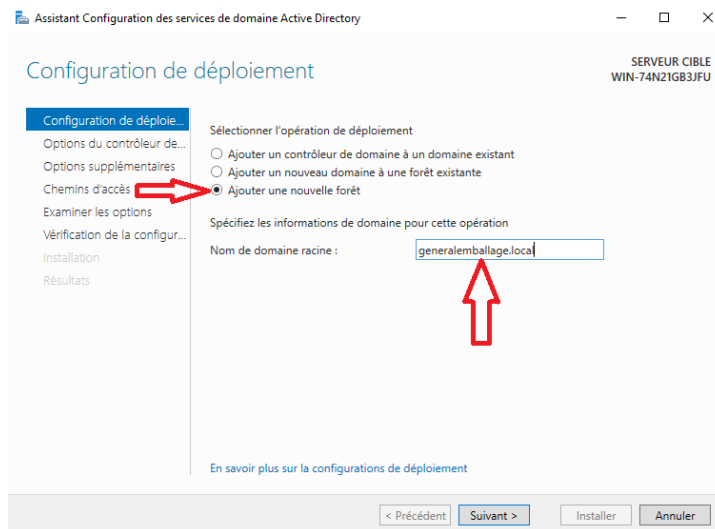 Assistant Configuration des services de domaine Active Directory
Configuration de déploiement
SERVEUR CIBLE
WIN-74N21GB3JFU
Configuration de déploie...
Options du contrôleur de...
Options supplémentaires
Chemins d'accès
Examiner les options
Vérification de la configur...
Installation
Résultats
Sélectionner l'opération de déploiement
Ajouter un contrôleur de domaine à un domaine existant
Ajouter un nouveau domaine à une forêt existante
Ajouter une nouvelle forêt
Spécifiez les informations de domaine pour cette opération
Nom de domaine racine :
generalemballage.local
En savoir plus sur la configurations de déploiement
< Précédent
Suivant >
Installer
Annuler